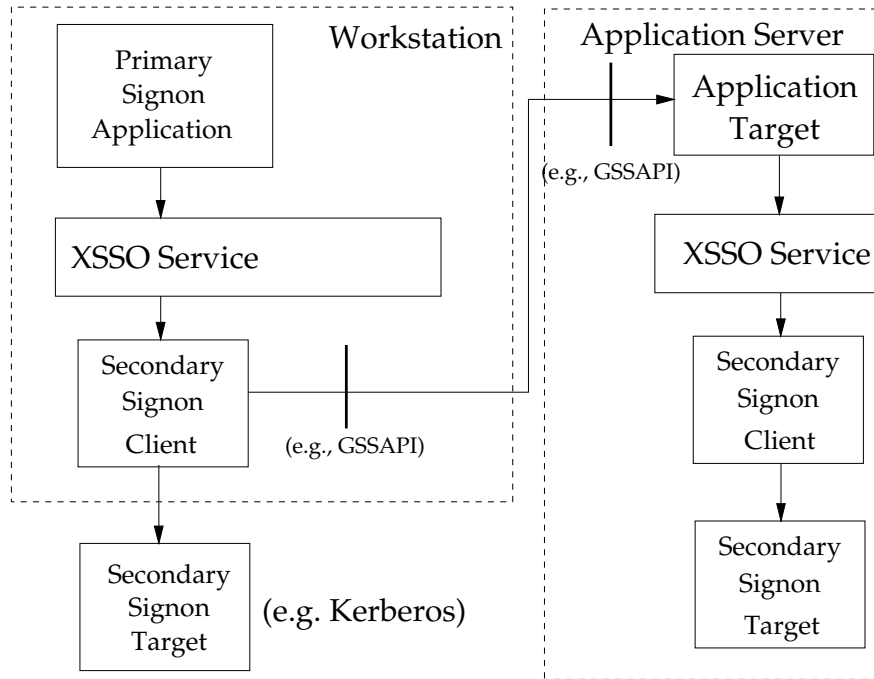 Workstation
Primary
Signon
Application
XSSO Service
Secondary
Signon
Client
(e.g., GSSAPI)
Secondary
Signon
Target
(e.g. Kerberos)
Application Server
Application
Target
(e.g., GSSAPI)
XSSO Service
Secondary
Signon
Client
Secondary
Signon
Target